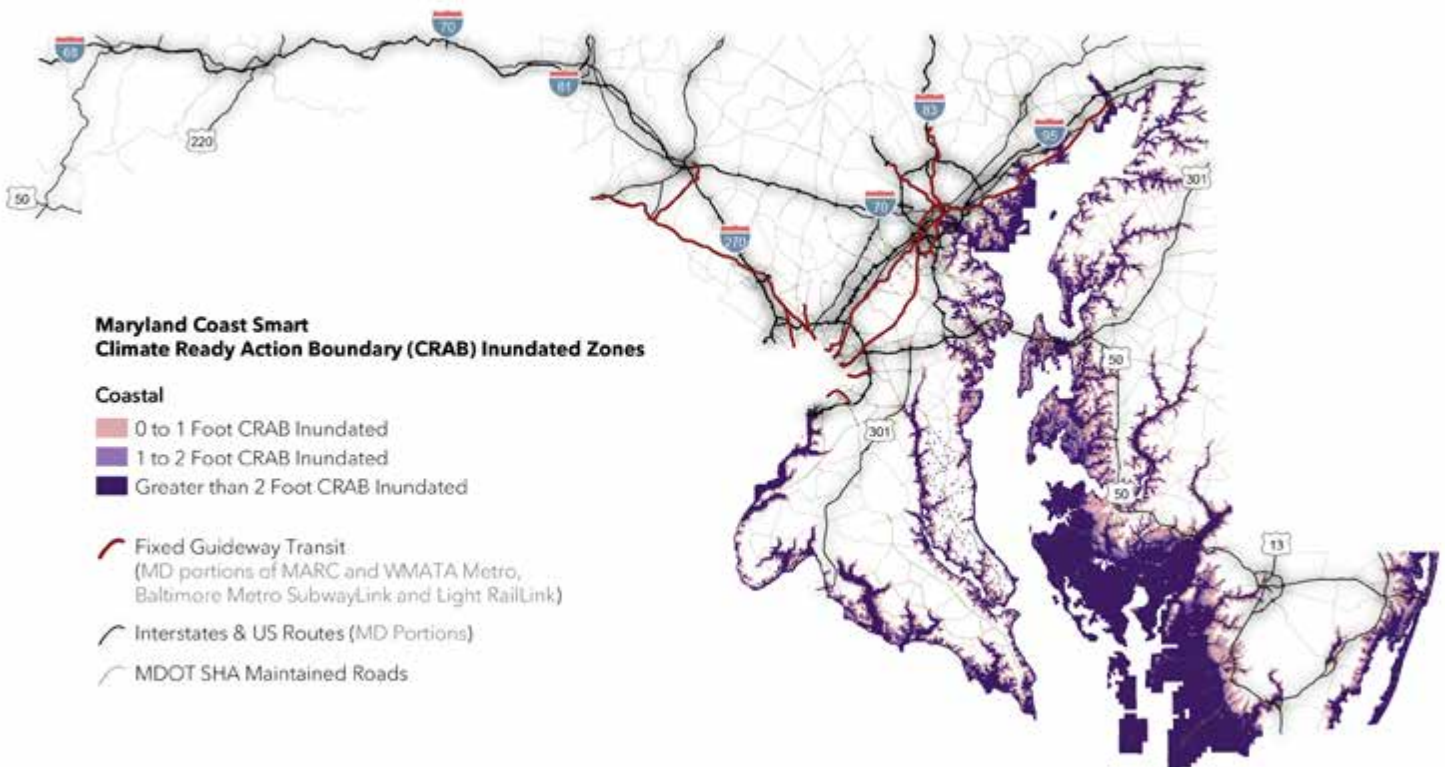 70
68
81
83
95
220
301
50
70
270
Maryland Coast Smart
Climate Ready Action Boundary (CRAB) Inundated Zones
50
Coastal
0 to 1 Foot CRAB Inundated
301
1 to 2 Foot CRAB Inundated
Greater than 2 Foot CRAB Inundated
50
Fixed Guideway Transit
13
(MD portions of MARC and WMATA Metro,
Baltimore Metro SubwayLink and Light RailLink)
Interstates & US Routes (MD Portions)
MDOT SHA Maintained Roads